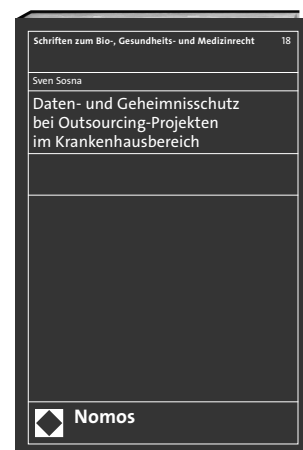 Schriften zum Bio-, Gesundheits- und Medizinrecht 18
Sven Sosna
Daten- und Geheimnisschutz
bei Outsourcing-Projekten
im Krankenhausbereich
Nomos